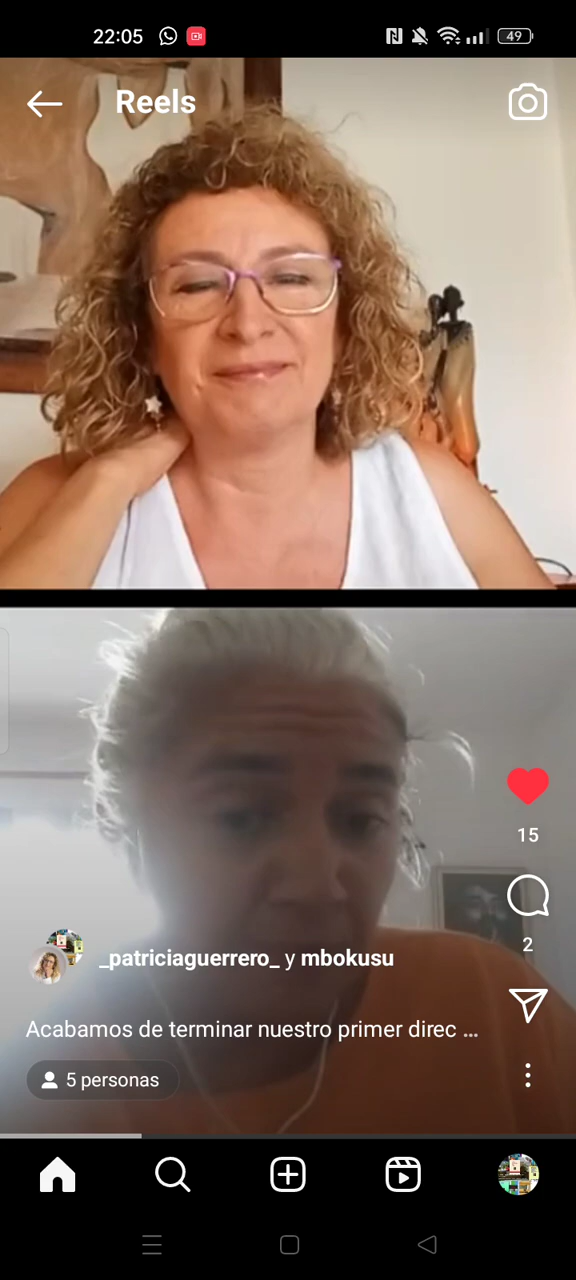 22:05
49
Reels
15
2
_patriciaguerrero_ y mbokusu
Acabamos de terminar nuestro primer direc ...
5 personas